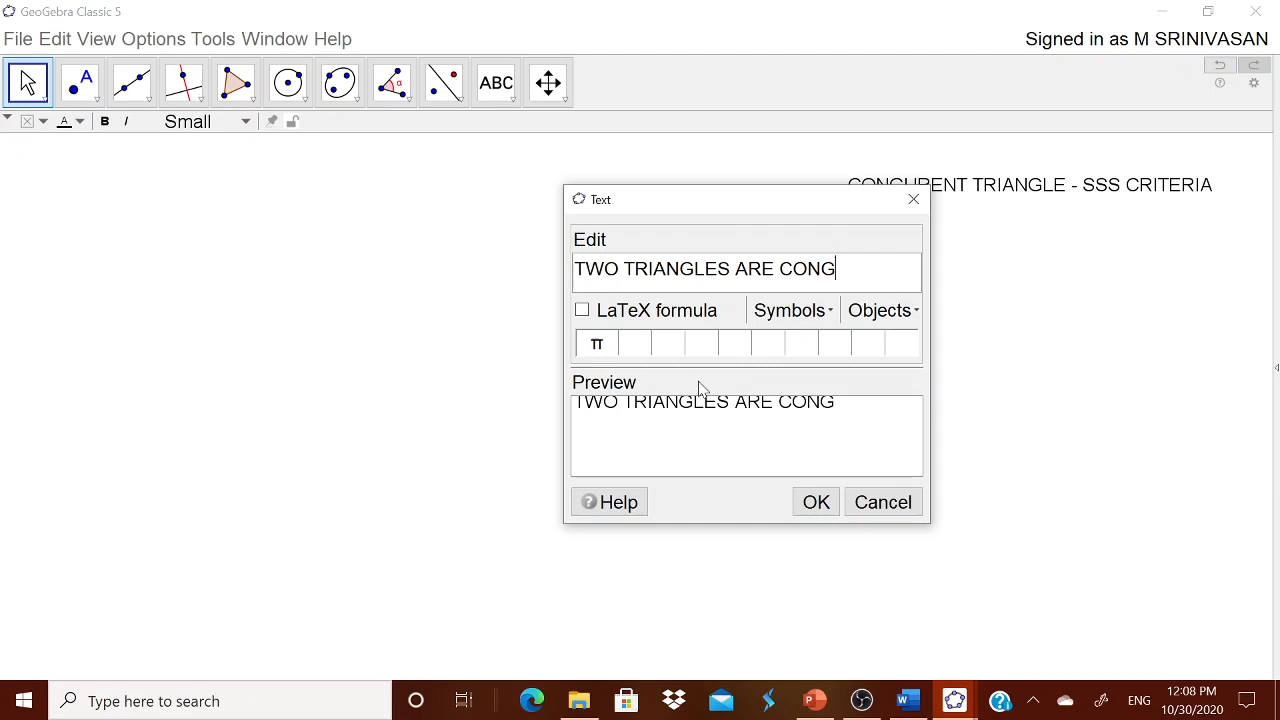 GeoGebra Classic 5
File Edit View Options Tools Window Help
Signed in as M SRINIVASAN
A
α
ABC
A
B
I
Small
CONCURENT TRIANGLE - SSS CRITERIA
Text
Edit
TWO TRIANGLES ARE CONG
LaTeX formula
Symbols
Objects
π
Preview
TWO TRIANGLES ARE CONG
Help
OK
Cancel
Type here to search
ENG
12:08 PM
10/30/2020